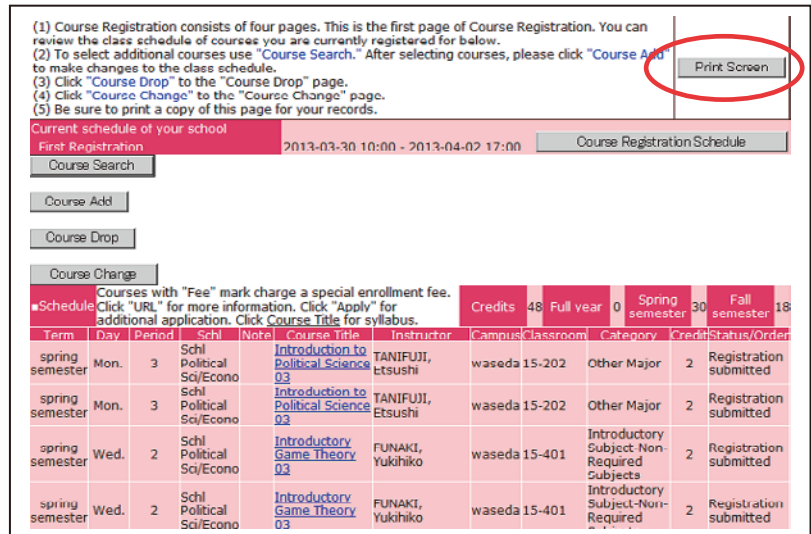 (1) Course Registration consists of four pages. This is the first page of Course Registration. You can
review the class schedule of courses you are currently registered for below.
(2) To select additional courses use "Course Search." After selecting courses, please click "Course Add"
to make changes to the class schedule.
(3) Click "Course Drop" to the "Course Drop" page.
(4) Click "Course Change" to the "Course Change" page.
(5) Be sure to print a copy of this page for your records.
Print Screen
Current schedule of your school
First Registration 2013-03-30 10:00 - 2013-04-02 17:00 Course Registration Schedule
Course Search
Course Add
Course Drop
Course Change
■Schedule
Courses with "Fee" mark charge a special enrollment fee.
Click "URL" for more information. Click "Apply" for
additional application. Click Course Title for syllabus.
Credits 48 Full year 0 Spring semester 30 Fall semester 18
Term Day Period Schl Note Course Title Instructor Campus Classroom Category Credit Status/Order
spring semester Mon. 3 Schl Political Sci/Econo Introduction to Political Science 03 TANIFUJI, Etsushi waseda 15-202 Other Major 2 Registration submitted
spring semester Mon. 3 Schl Political Sci/Econo Introduction to Political Science 03 TANIFUJI, Etsushi waseda 15-202 Other Major 2 Registration submitted
spring semester Wed. 2 Schl Political Sci/Econo Introductory Game Theory 03 FUNAKI, Yukihiko waseda 15-401 Introductory Subject-Non-Required Subjects 2 Registration submitted
spring semester Wed. 2 Schl Political Sci/Econo Introductory Game Theory 03 FUNAKI, Yukihiko waseda 15-401 Introductory Subject-Non-Required 2 Registration submitted